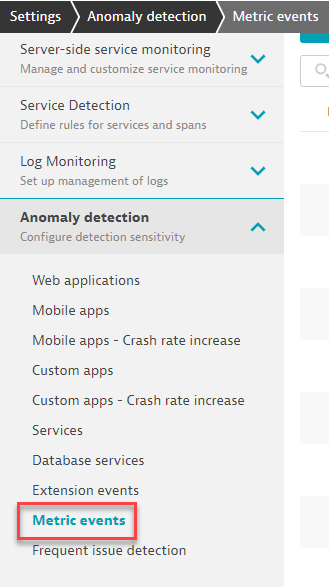 Settings Anomaly detection Metric events
Server-side service monitoring
Manage and customize service monitoring
Service Detection
Define rules for services and spans
Log Monitoring
Set up management of logs
Anomaly detection
Configure detection sensitivity
Web applications
Mobile apps
Mobile apps - Crash rate increase
Custom apps
Custom apps - Crash rate increase
Services
Database services
Extension events
Metric events
Frequent issue detection